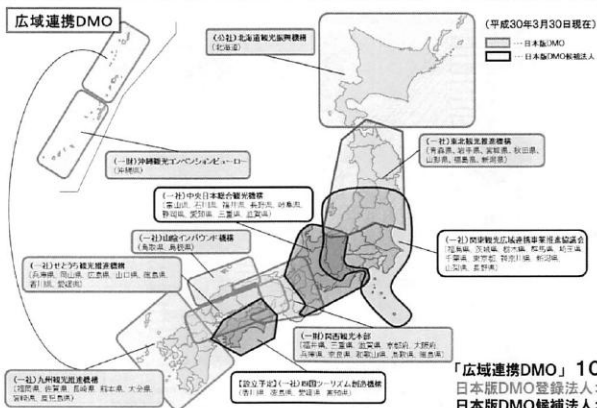 広域連携DMO
(平成30年3月30日現在)
…日本版DMO
…日本版DMO候補法人
(公社)北海道観光振興機構
(北海道)
(一社)東北観光推進機構
(青森県、岩手県、宮城県、秋田県、
山形県、福島県、新潟県)
(一財)沖縄観光コンベンションビューロー
(沖縄県)
(一社)中央日本総合観光機構
(富山県、石川県、福井県、長野県、岐阜県、
静岡県、愛知県、三重県、滋賀県)
(一社)関東観光広域連携事業推進協議会
(福島県、茨城県、栃木県、群馬県、埼玉県
千葉県、東京都、神奈川県、新潟県、
山梨県、長野県)
(一社)山陰インバウンド機構
(鳥取県、島根県)
(一社)せとうち観光推進機構
(兵庫県、岡山県、広島県、山口県、徳島県、
香川県、愛媛県)
(一財)関西観光本部
(福井県、三重県、滋賀県、京都府、大阪府、
兵庫県、奈良県、和歌山県、鳥取県、徳島県)
(一社)九州観光推進機構
(福岡県、佐賀県、長崎県、熊本県、大分県、
宮崎県、鹿児島県)
【設立予定】(一社)四国ツーリズム創造機構
(香川県、徳島県、愛媛県、高知県)
「広域連携DMO」10
日本版DMO登録法人:
日本版DMO候補法人: